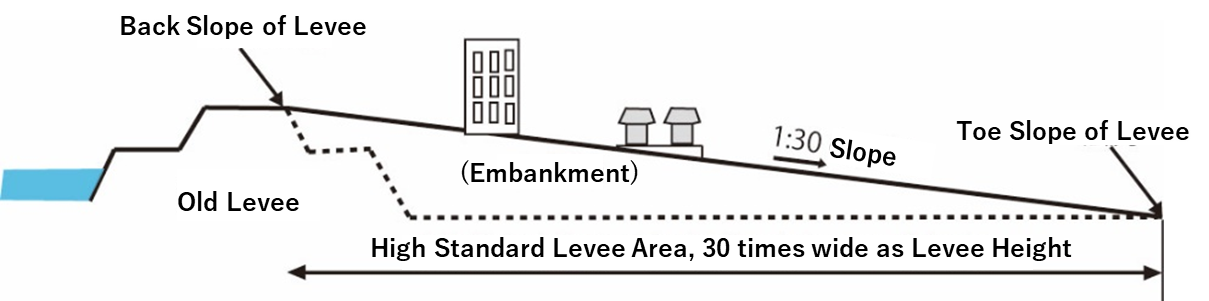 Back Slope of Levee
Toe Slope of Levee
1:30 Slope
(Embankment)
Old Levee
High Standard Levee Area, 30 times wide as Levee Height